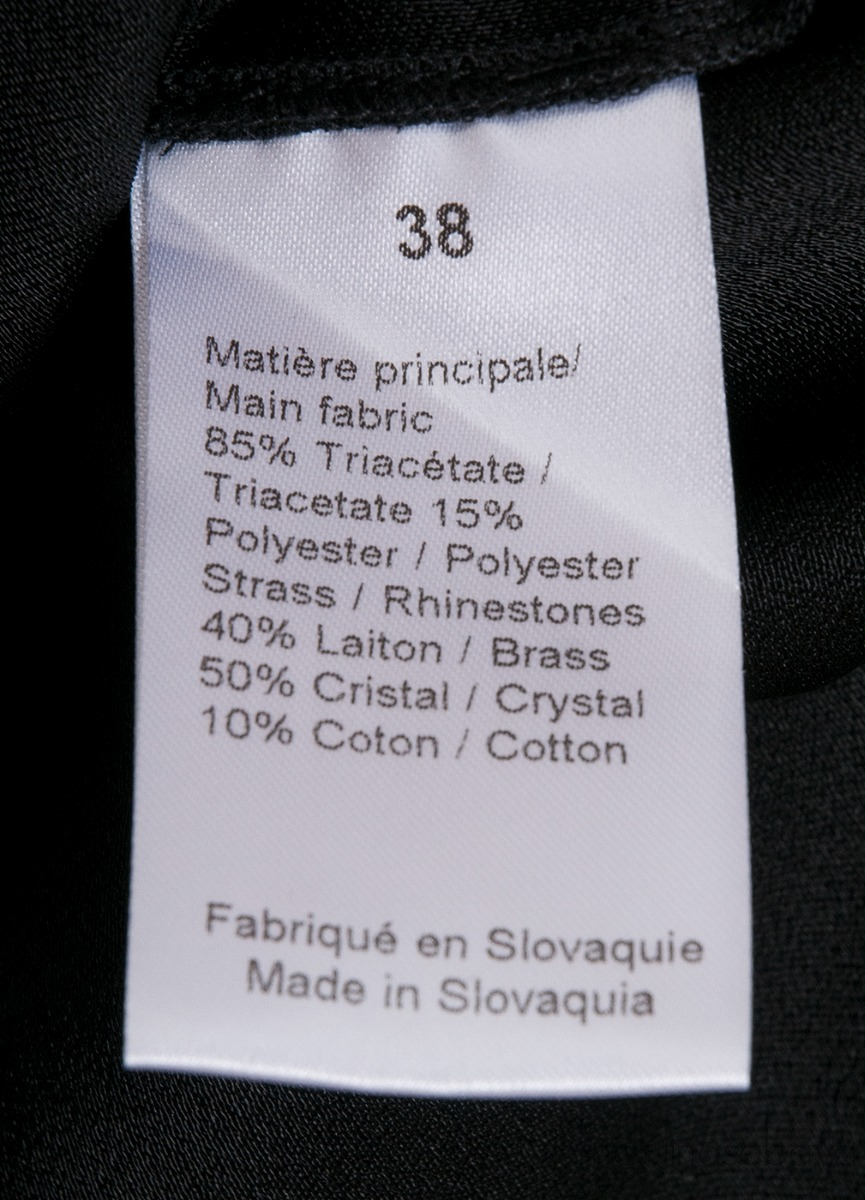 38
Matière principale/
Main fabric
85% Triacétate /
Triacetate 15%
Polyester / Polyester
Strass / Rhinestones
40% Laiton / Brass
50% Cristal / Crystal
10% Coton / Cotton
Fabriqué en Slovaquie
Made in Slovaquia